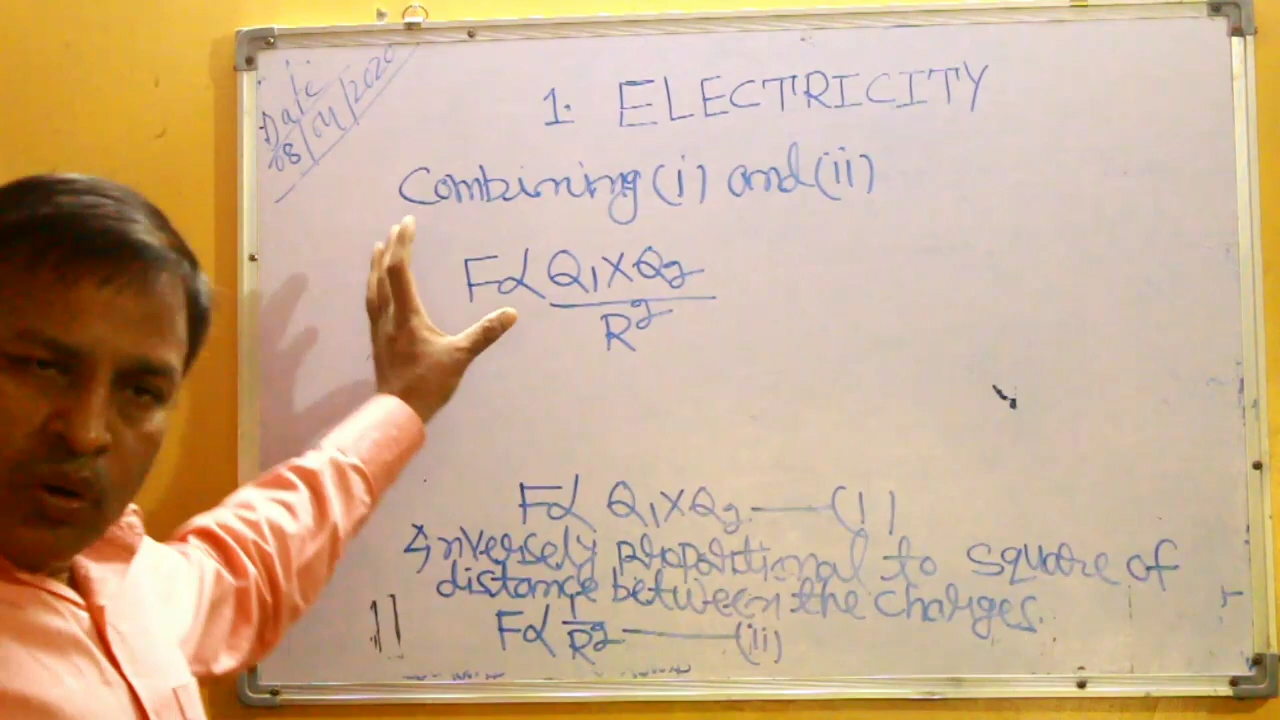 Date
08/04/2020
1. ELECTRICITY
Combining (i) and (ii)
F∝ Q₁×Q₂
R²
F∝ Q₁×Q₂ —— (i)
Inversely proportional to square of
distance between the charges.
F∝ 1/R² —— (ii)